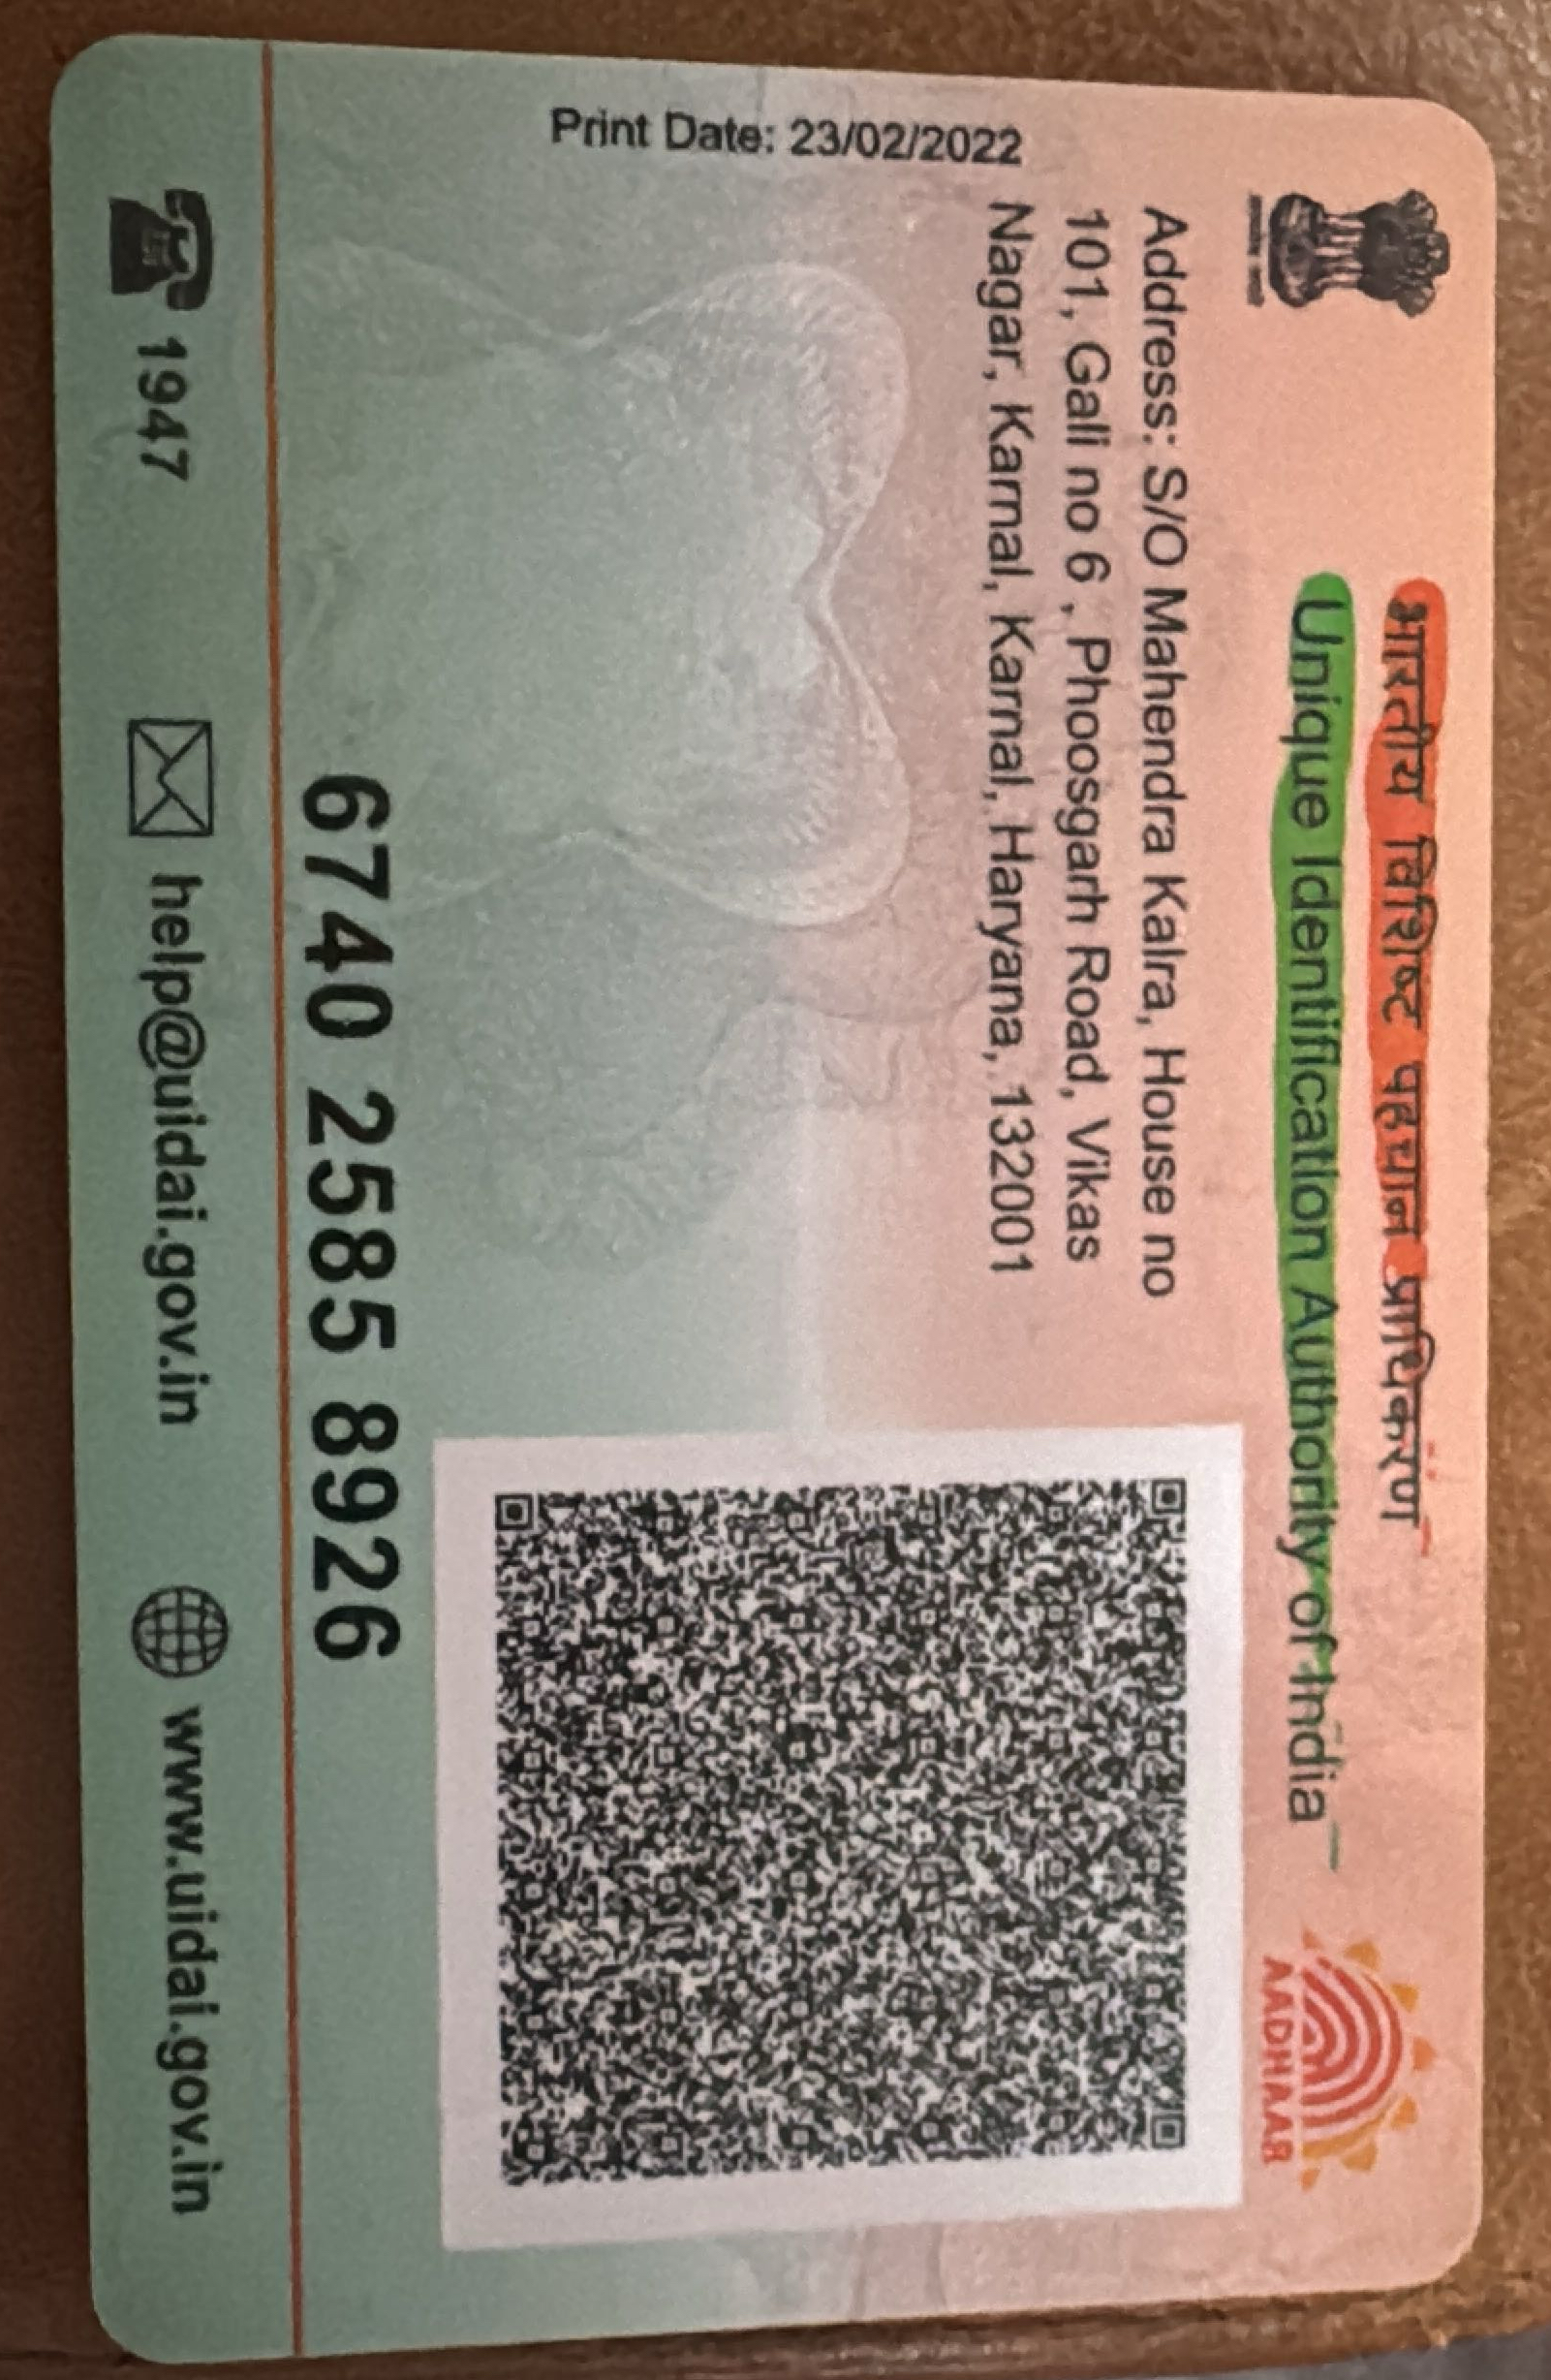 भारतीय विशिष्ट पहचान प्राधिकरण
Unique Identification Authority of India
AADHAAR
Print Date: 23/02/2022
Address: S/O Mahendra Kalra, House no
101, Gali no 6 , Phoosgarh Road, Vikas
Nagar, Karnal, Karnal, Haryana, 132001
6740 2585 8926
1947
help@uidai.gov.in
www.uidai.gov.in